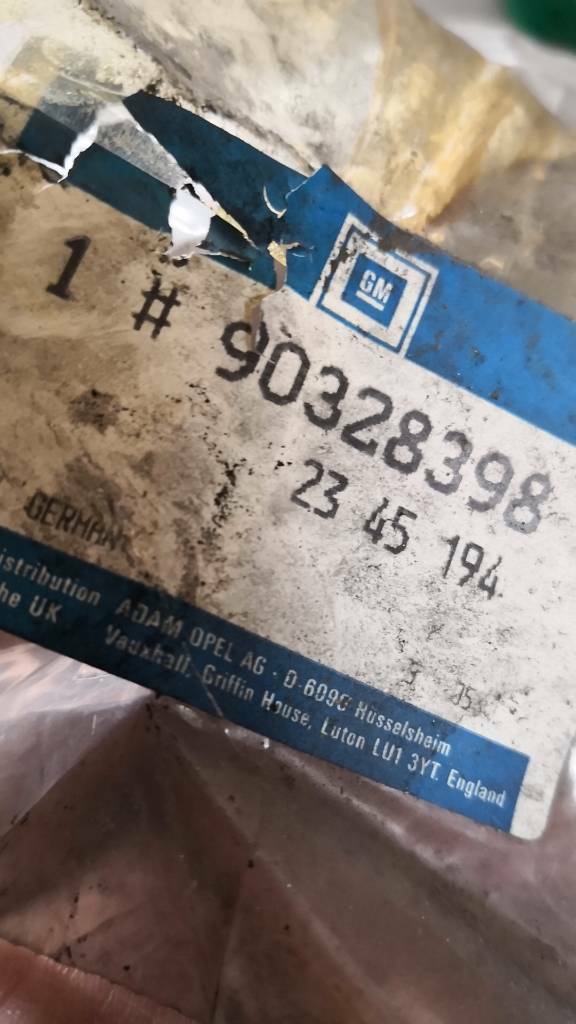 GM
1 # 90328398
23 45 194
GERMAN
istribution ADAM OPEL AG · D-6090 Rüsselsheim
he UK Vauxhall, Griffin House, Luton LU1 3YT. England